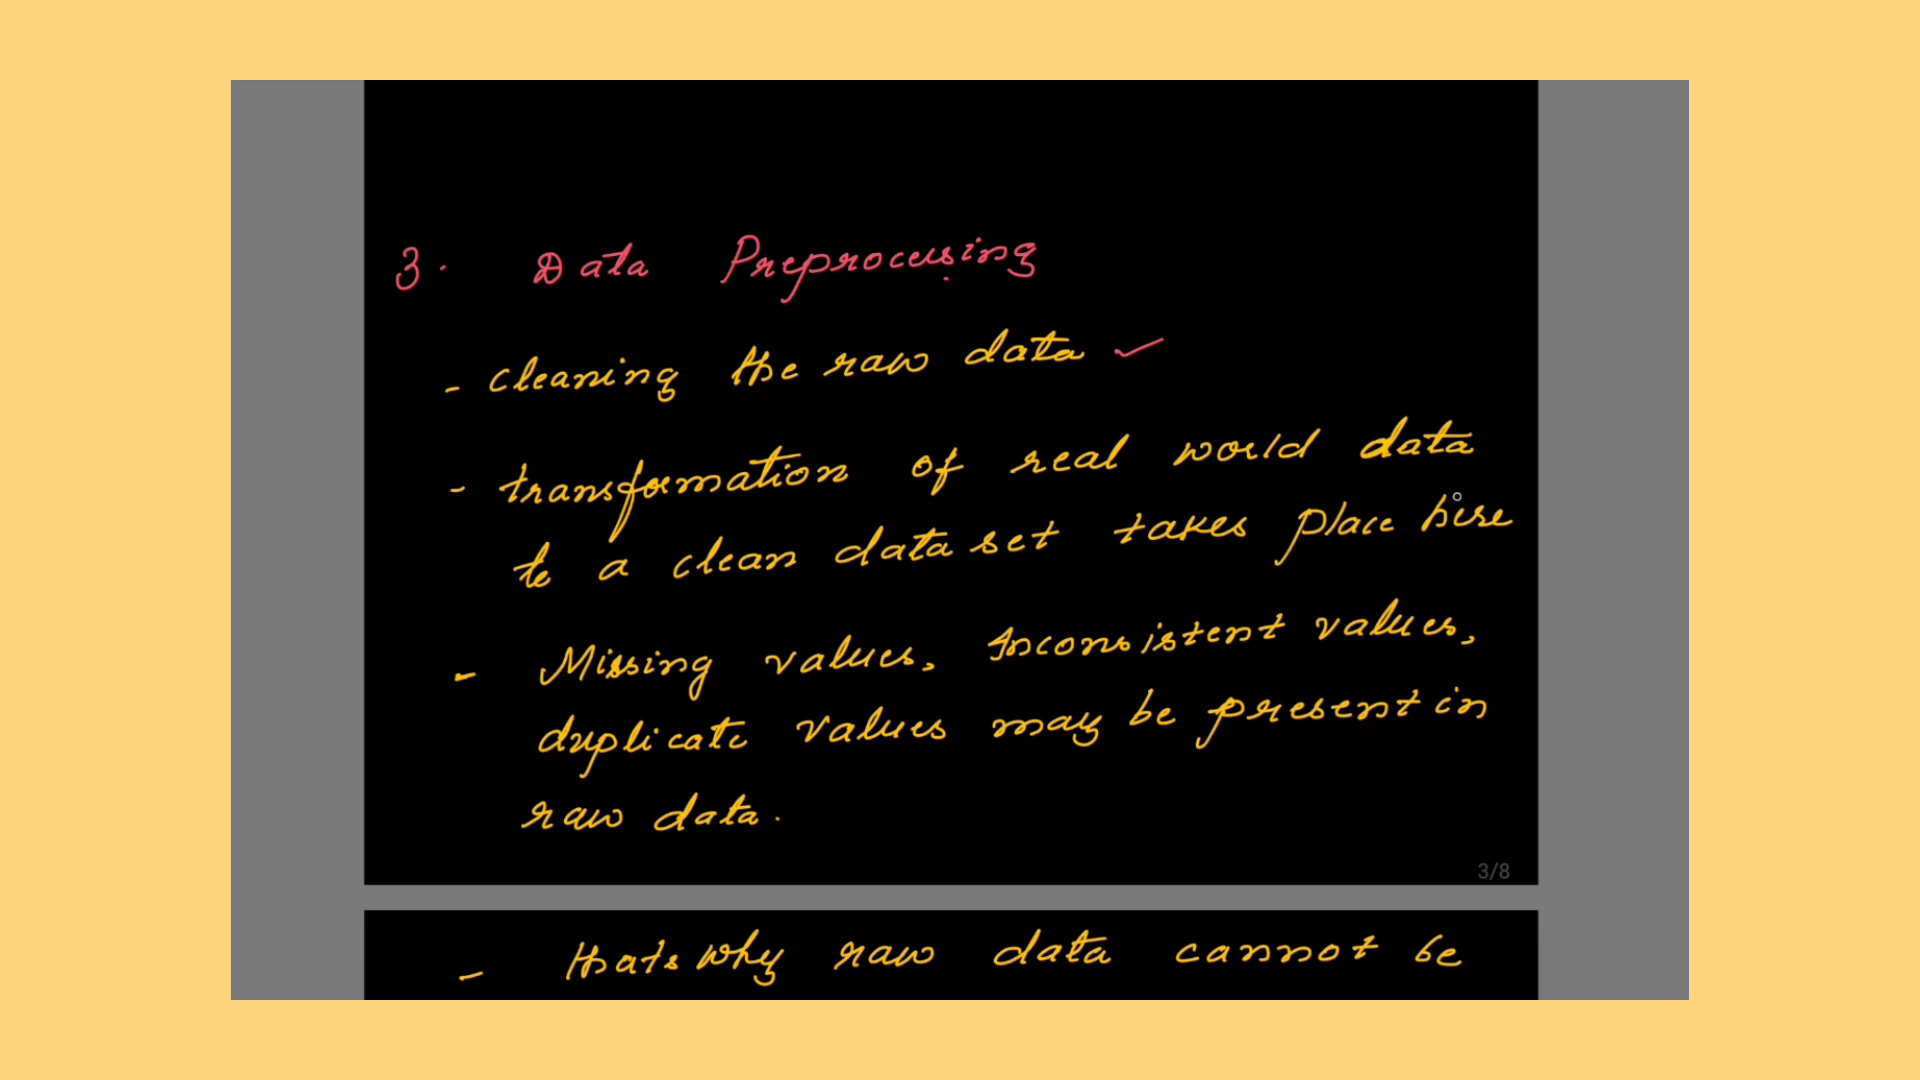 3. Data Preprocessing
- cleaning the raw data
- transformation of real world data
to a clean data set takes place here
- Missing values, Inconsistent values,
duplicate values may be present in
raw data.
3/8
- thats why raw data cannot be